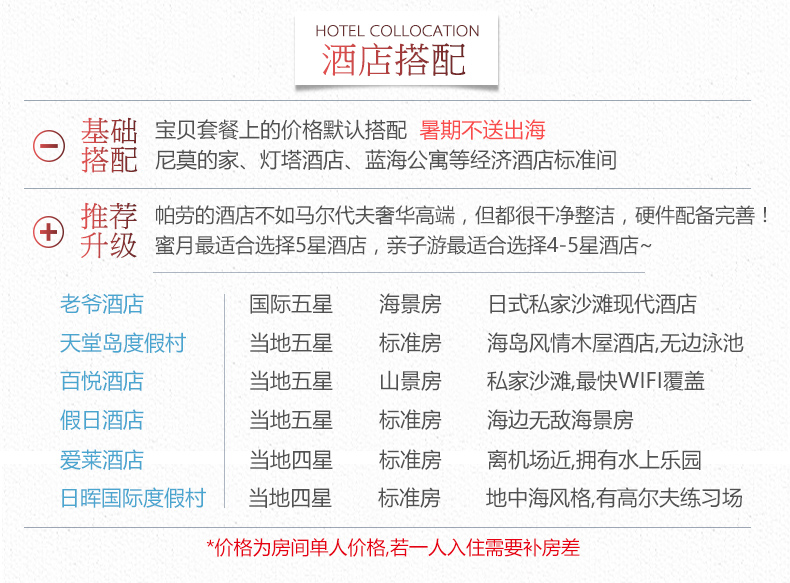 HOTEL COLLOCATION
酒店搭配
基础
搭配
宝贝套餐上的价格默认搭配 暑期不送出海
尼莫的家、灯塔酒店、蓝海公寓等经济酒店标准间
推荐
升级
帕劳的酒店不如马尔代夫奢华高端，但都很干净整洁，硬件配备完善！
蜜月最适合选择5星酒店，亲子游最适合选择4-5星酒店~
老爷酒店 国际五星 海景房 日式私家沙滩现代酒店
天堂岛度假村 当地五星 标准房 海岛风情木屋酒店,无边泳池
百悦酒店 当地五星 山景房 私家沙滩,最快WIFI覆盖
假日酒店 当地五星 标准房 海边无敌海景房
爱莱酒店 当地四星 标准房 离机场近,拥有水上乐园
日晖国际度假村 当地四星 标准房 地中海风格,有高尔夫练习场
*价格为房间单人价格,若一人入住需要补房差